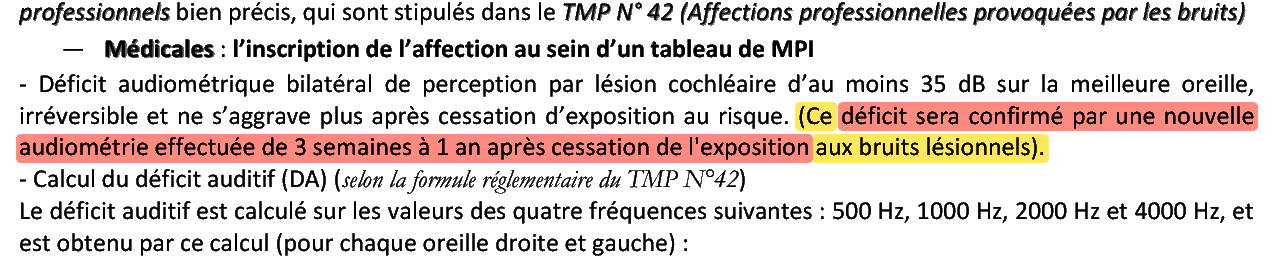 professionnels bien précis, qui sont stipulés dans le TMP N° 42 (Affections professionnelles provoquées par les bruits)
— Médicales : l’inscription de l’affection au sein d’un tableau de MPI
- Déficit audiométrique bilatéral de perception par lésion cochléaire d’au moins 35 dB sur la meilleure oreille,
irréversible et ne s’aggrave plus après cessation d’exposition au risque. (Ce déficit sera confirmé par une nouvelle
audiométrie effectuée de 3 semaines à 1 an après cessation de l'exposition aux bruits lésionnels).
- Calcul du déficit auditif (DA) (selon la formule réglementaire du TMP N°42)
Le déficit auditif est calculé sur les valeurs des quatre fréquences suivantes : 500 Hz, 1000 Hz, 2000 Hz et 4000 Hz, et
est obtenu par ce calcul (pour chaque oreille droite et gauche) :